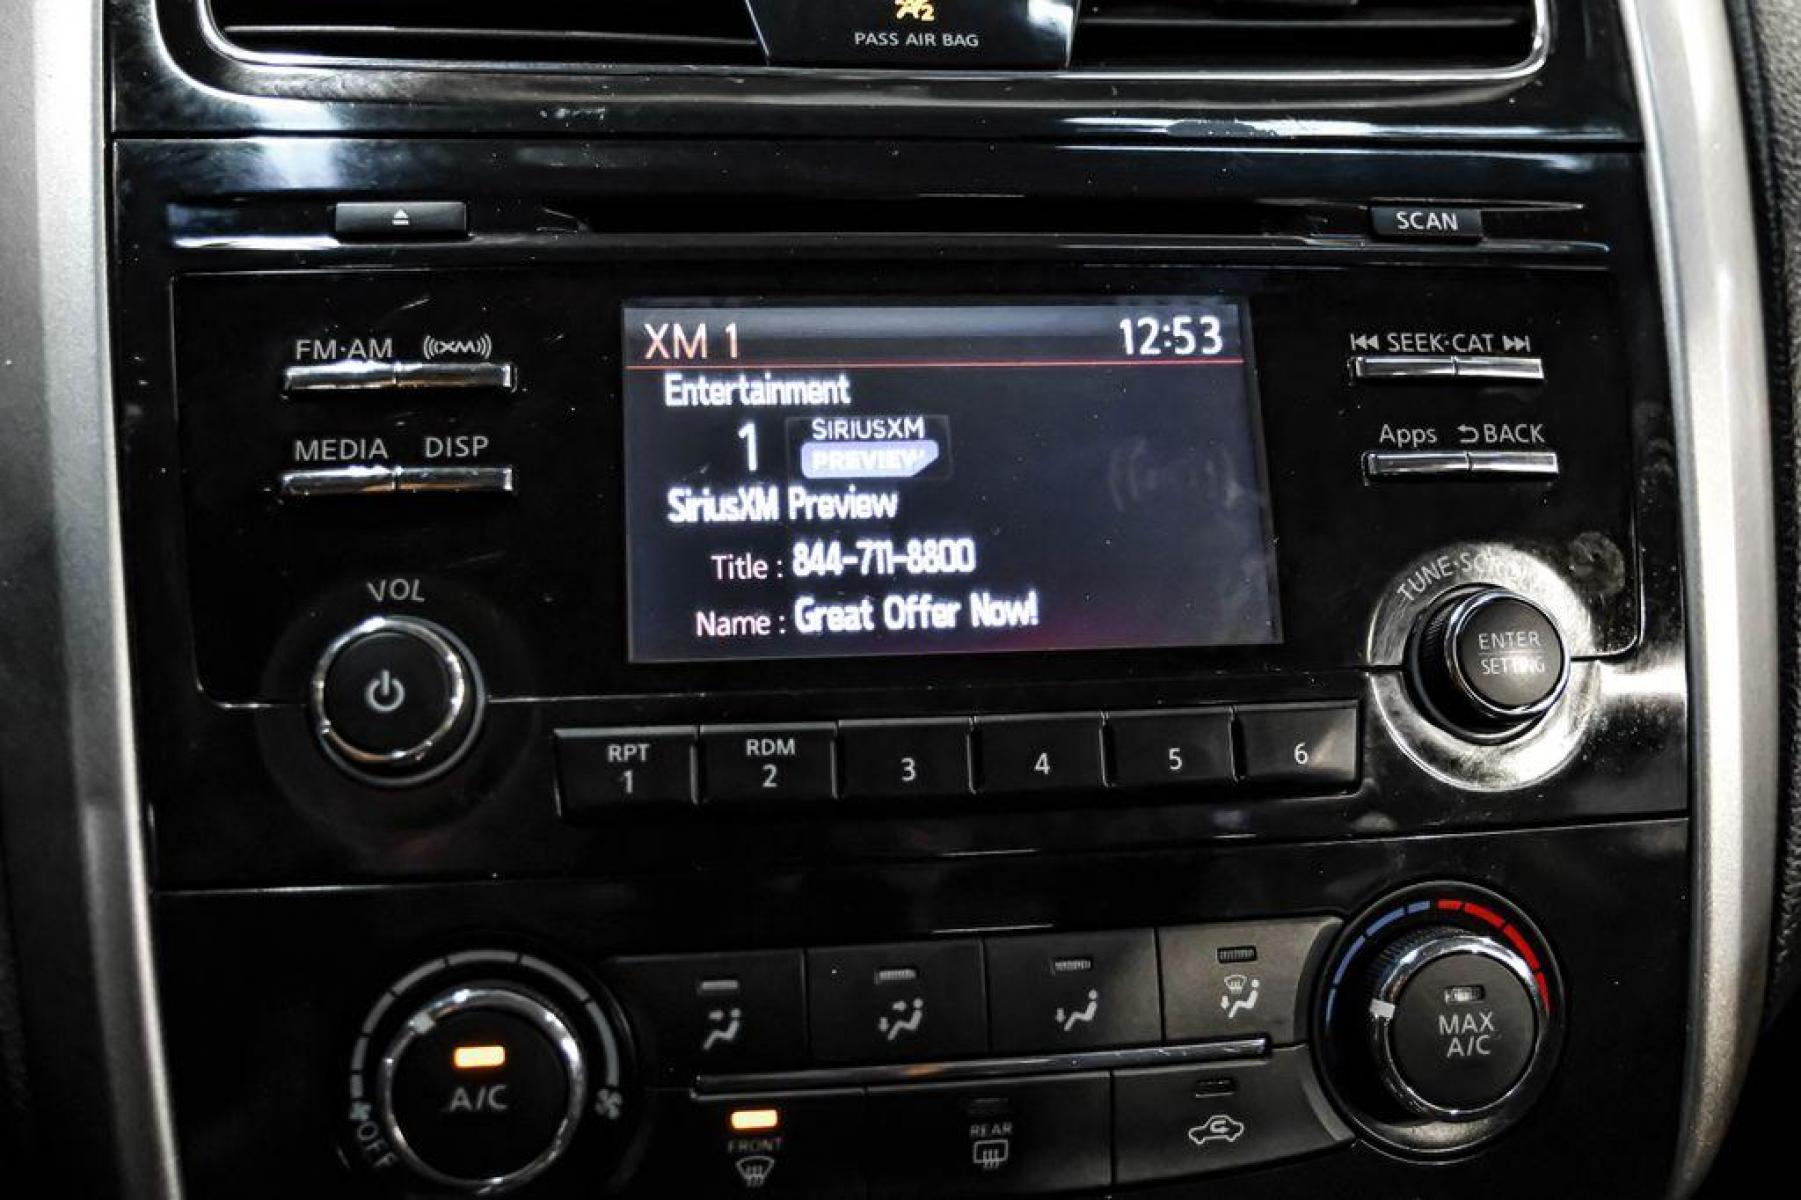 2
PASS AIR BAG
SCAN
FM·AM XM
SEEK·CAT
MEDIA DISP
Apps BACK
XM 1 12:53
Entertainment
1 SIRIUSXM
PREVIEW
SiriusXM Preview
Title : 844-711-8800
Name : Great Offer Now!
VOL
TUNE·SCROLL
ENTER
SETTING
RPT
1
RDM
2
3
4
5
6
A/C
OFF
MAX
A/C
FRONT
REAR